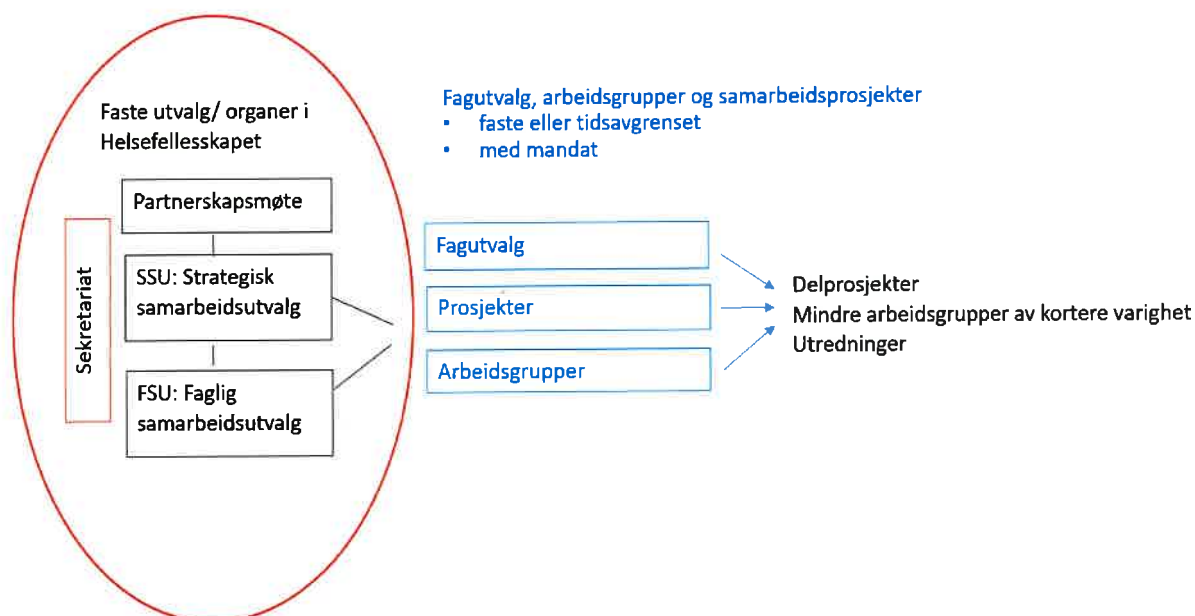 Faste utvalg/ organer i
Helsefellesskapet
Partnerskapsmøte
Sekretariat
SSU: Strategisk
samarbeidsutvalg
FSU: Faglig
samarbeidsutvalg
Fagutvalg, arbeidsgrupper og samarbeidsprosjekter
• faste eller tidsavgrenset
• med mandat
Fagutvalg
Prosjekter
Arbeidsgrupper
Delprosjekter
Mindre arbeidsgrupper av kortere varighet
Utredninger